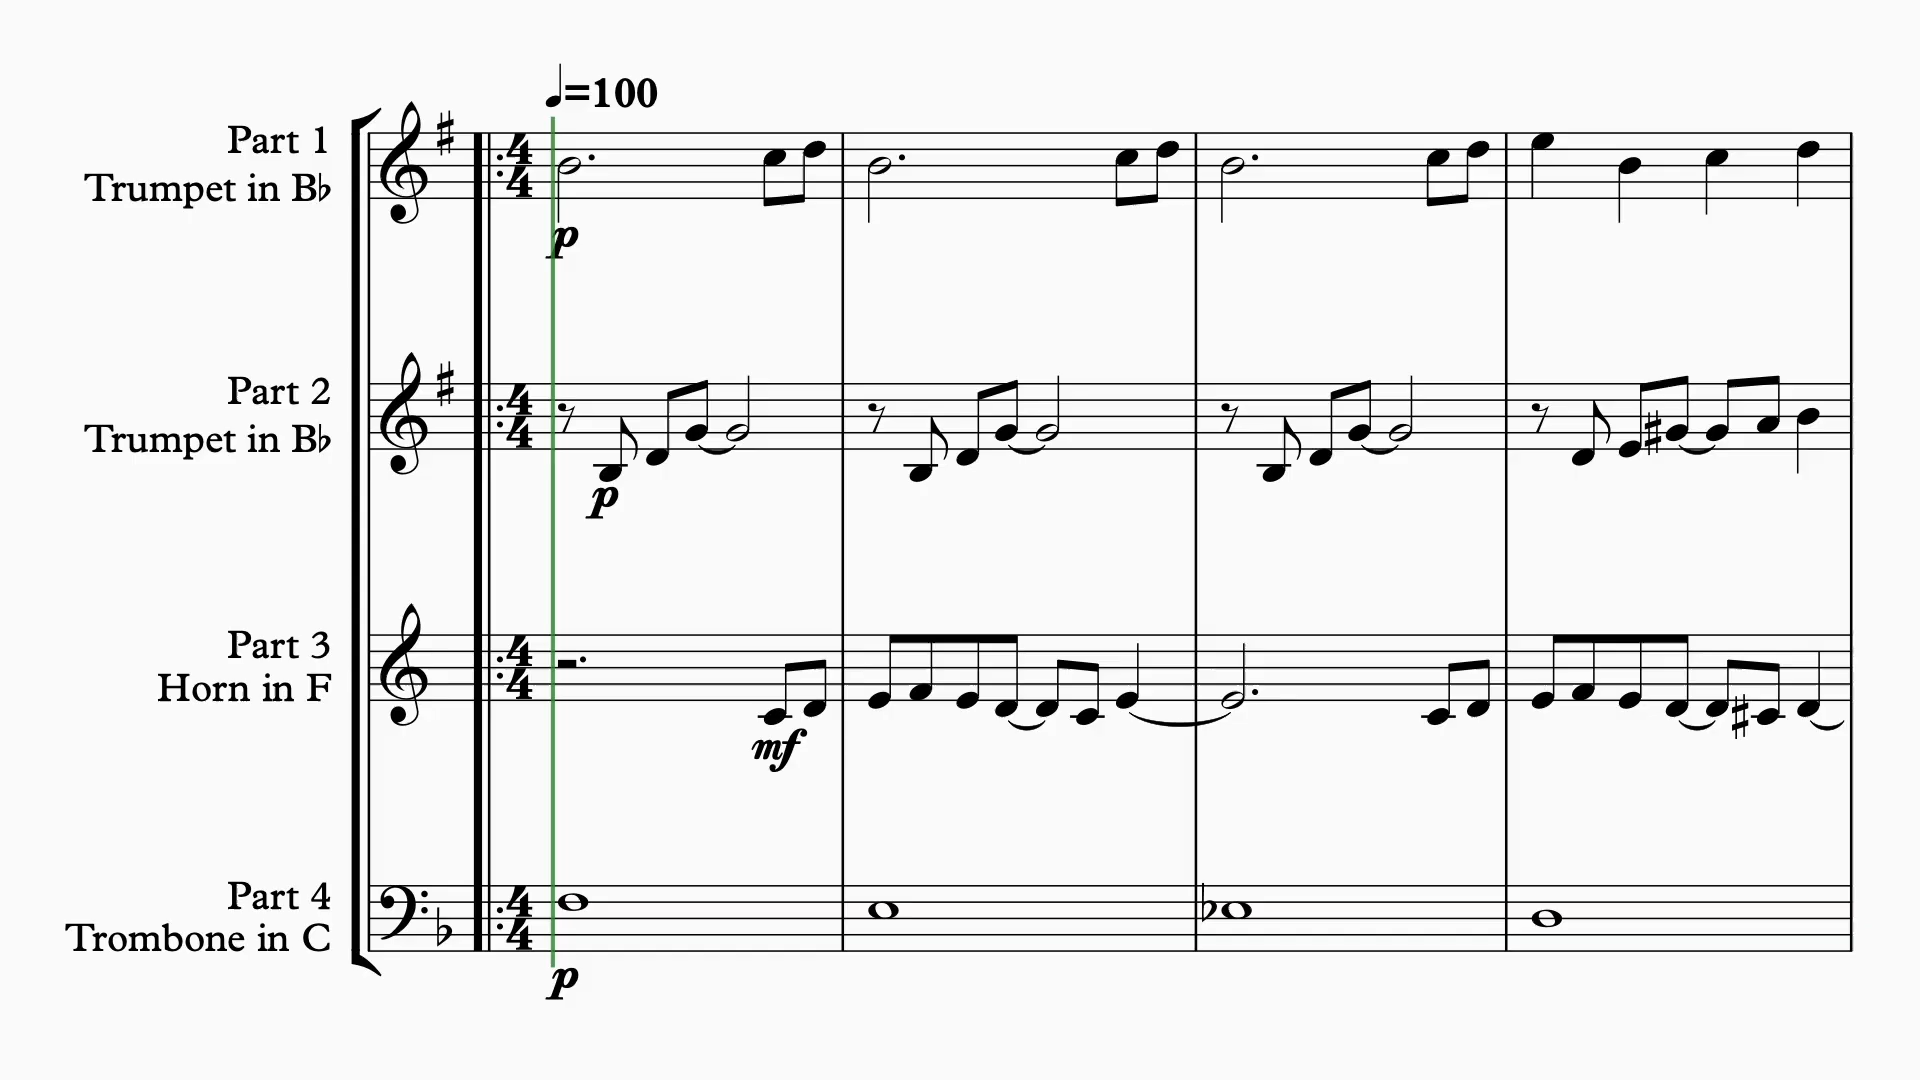 ♩=100
Part 1
Trumpet in B♭
p
Part 2
Trumpet in B♭
p
Part 3
Horn in F
mf
Part 4
Trombone in C
p